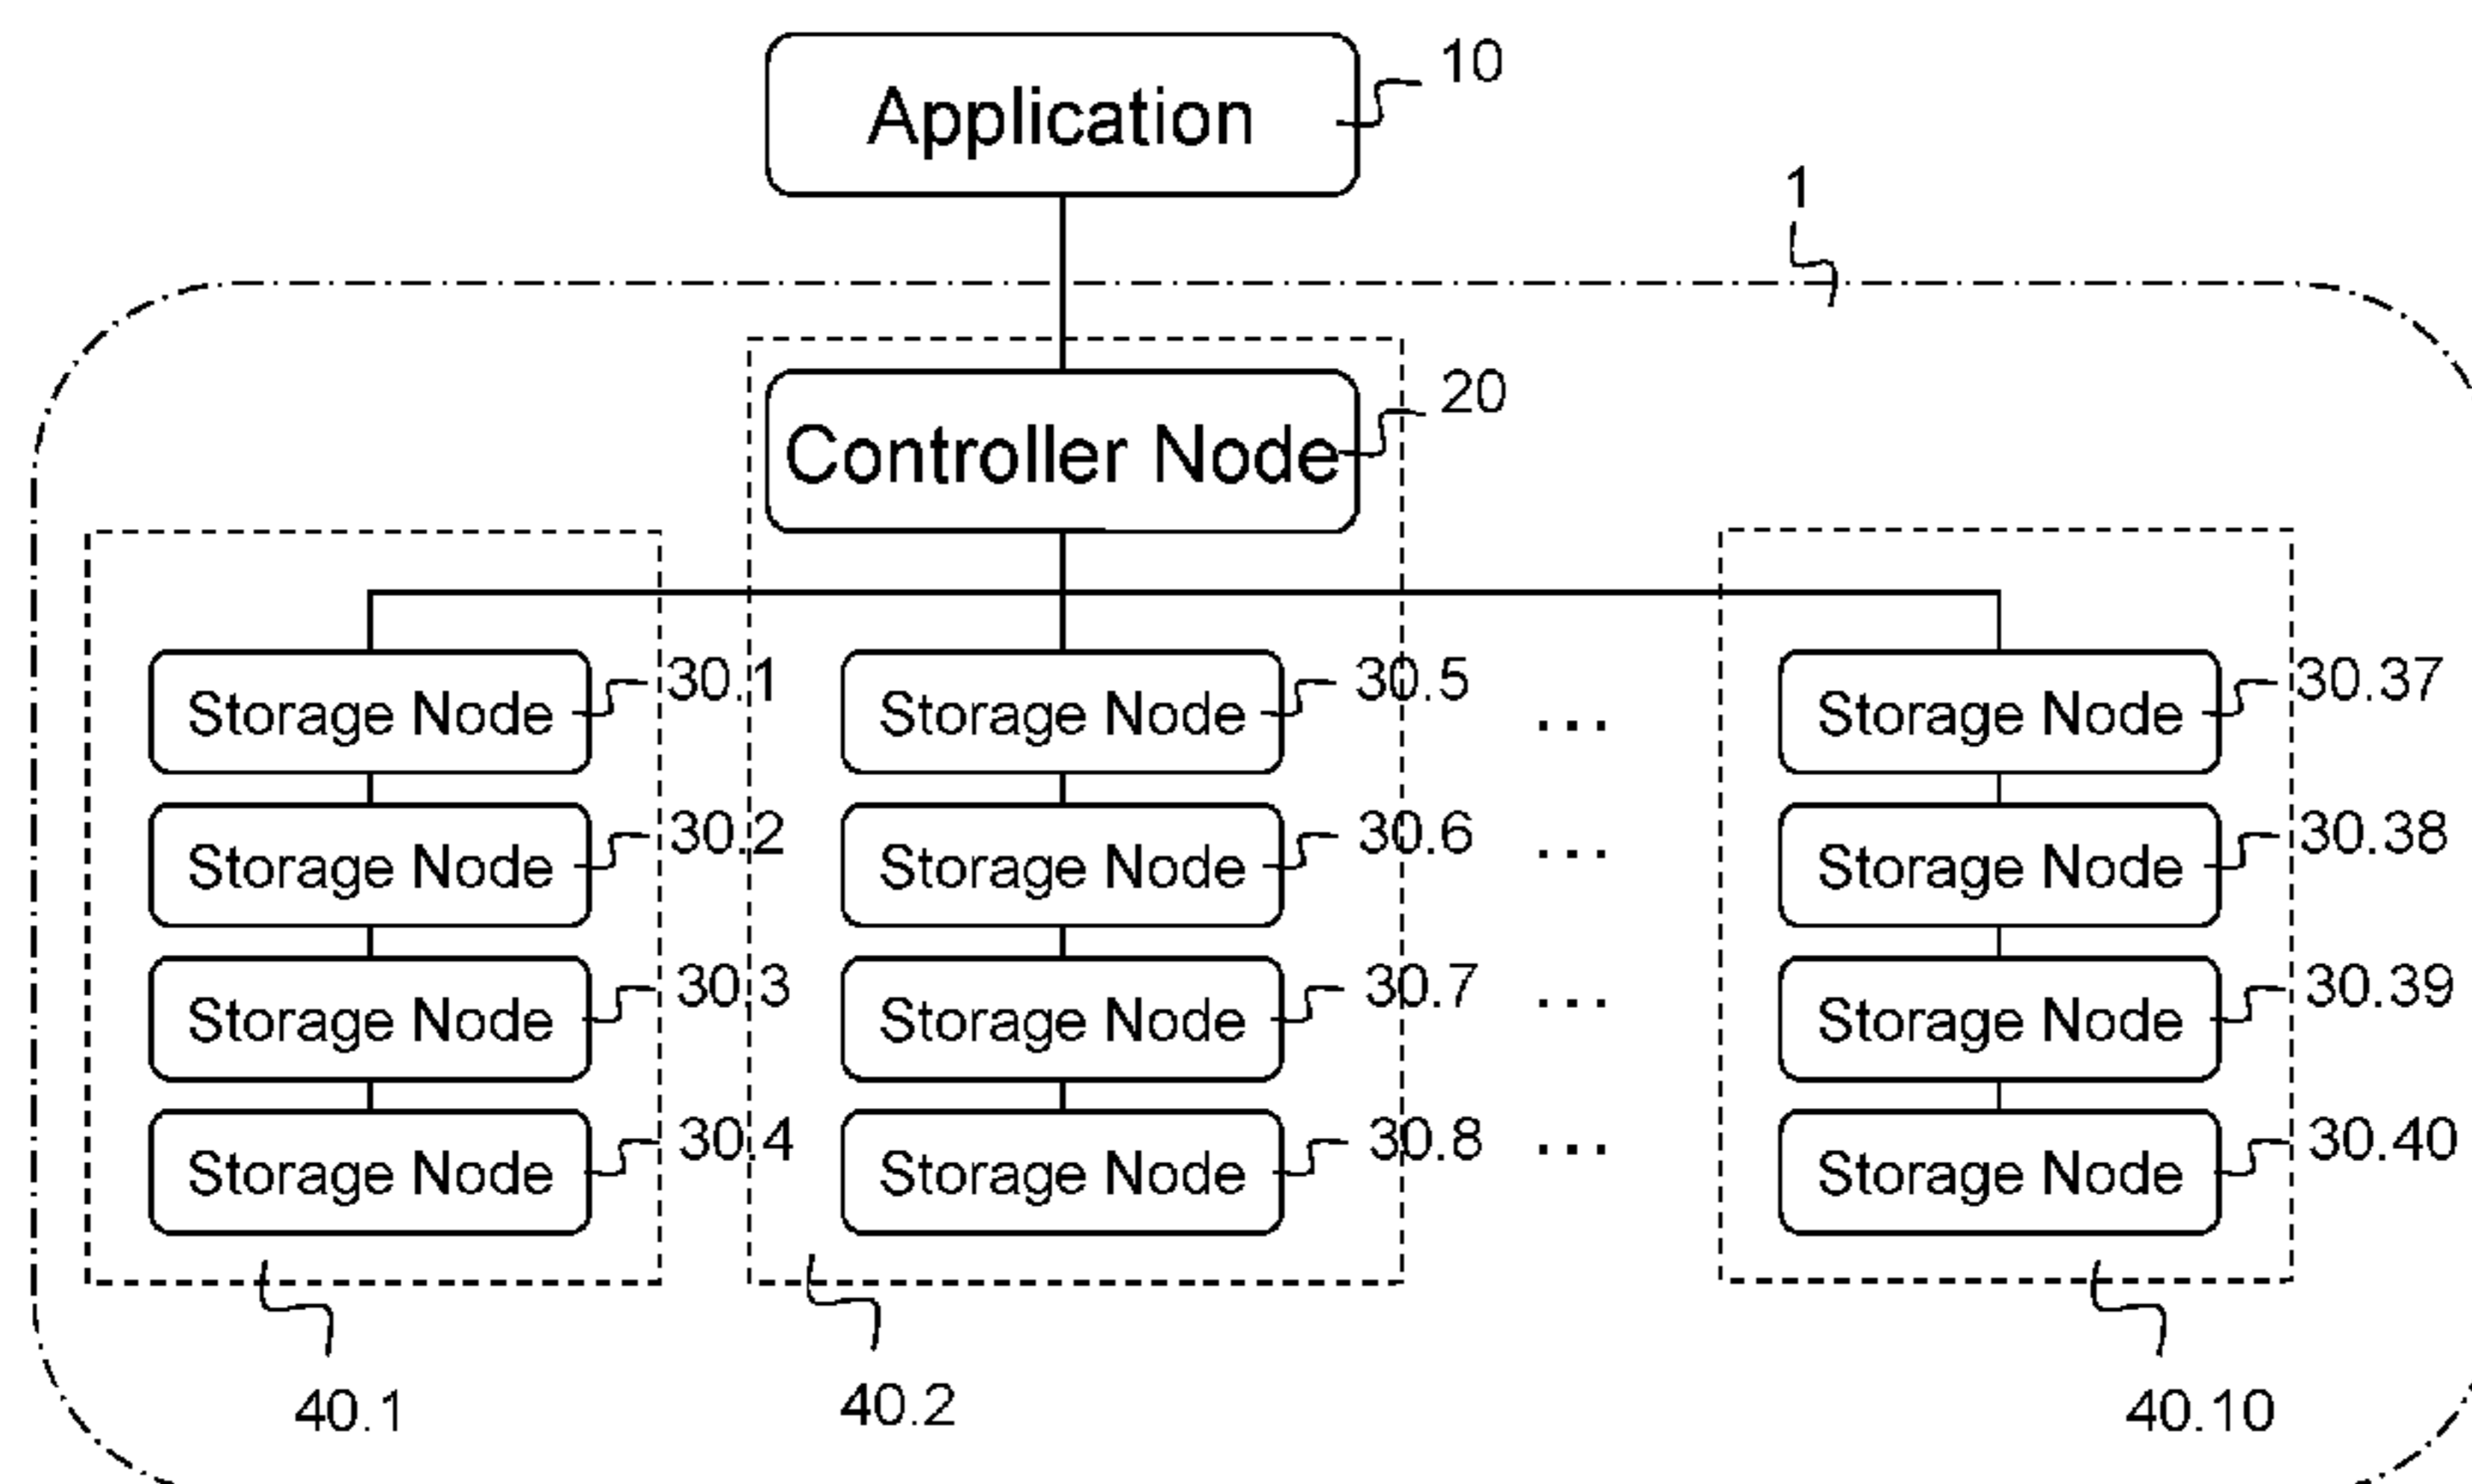 Application
10
1
Controller Node
20
Storage Node 30.1 Storage Node 30.5 ... Storage Node 30.37
Storage Node 30.2 Storage Node 30.6 ... Storage Node 30.38
Storage Node 30.3 Storage Node 30.7 ... Storage Node 30.39
Storage Node 30.4 Storage Node 30.8 ... Storage Node 30.40
40.1 40.2 40.10